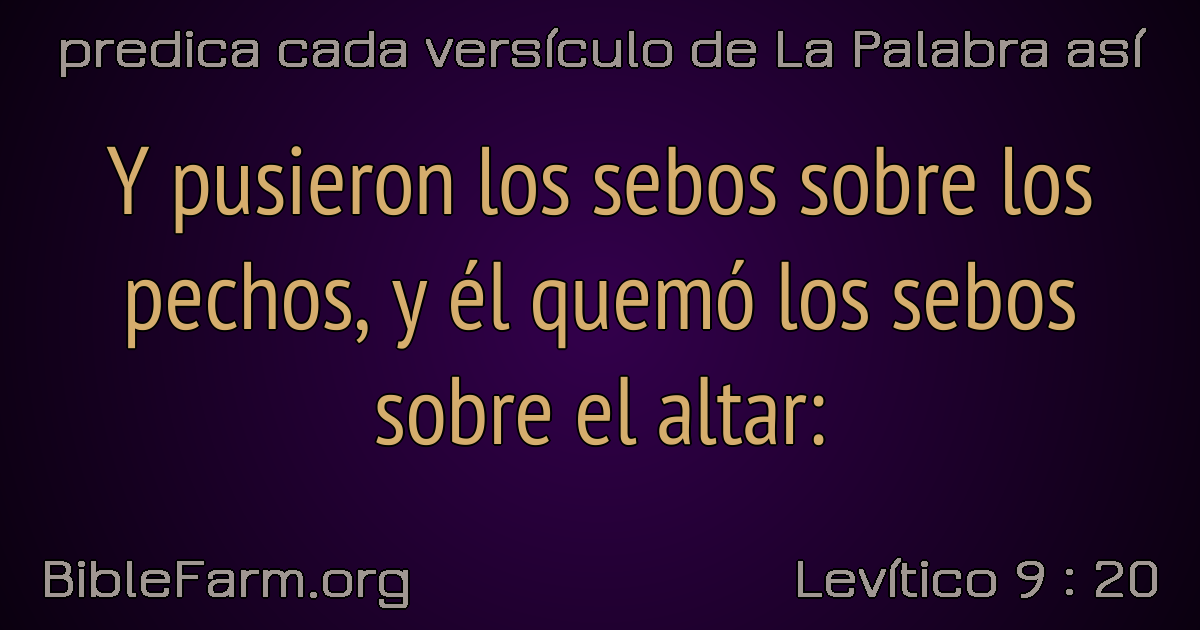 predica cada versículo de La Palabra así
Y pusieron los sebos sobre los
pechos, y él quemó los sebos
sobre el altar:
BibleFarm.org
Levítico 9 : 20